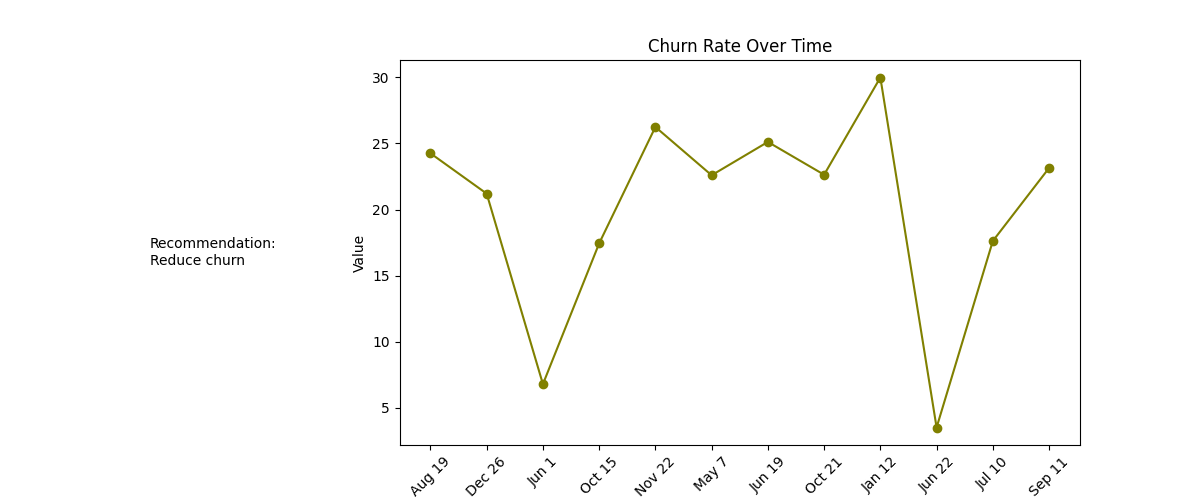 Churn Rate Over Time
Recommendation:
Reduce churn
Value
30
25
20
15
10
5
Aug 19
Dec 26
Jun 1
Oct 15
Nov 22
May 7
Jun 19
Oct 21
Jan 12
Jun 22
Jul 10
Sep 11